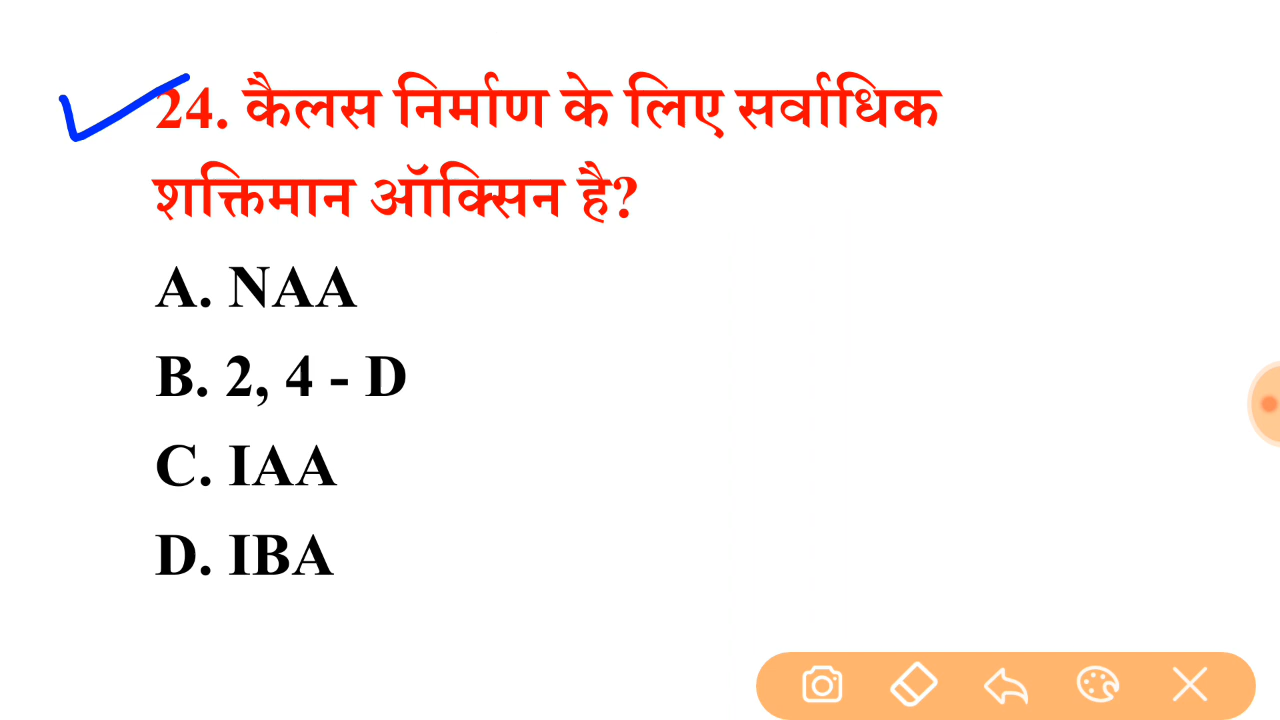 24. कैलस निर्माण के लिए सर्वाधिक
शक्तिमान ऑक्सिन है?
A. NAA
B. 2, 4 - D
C. IAA
D. IBA